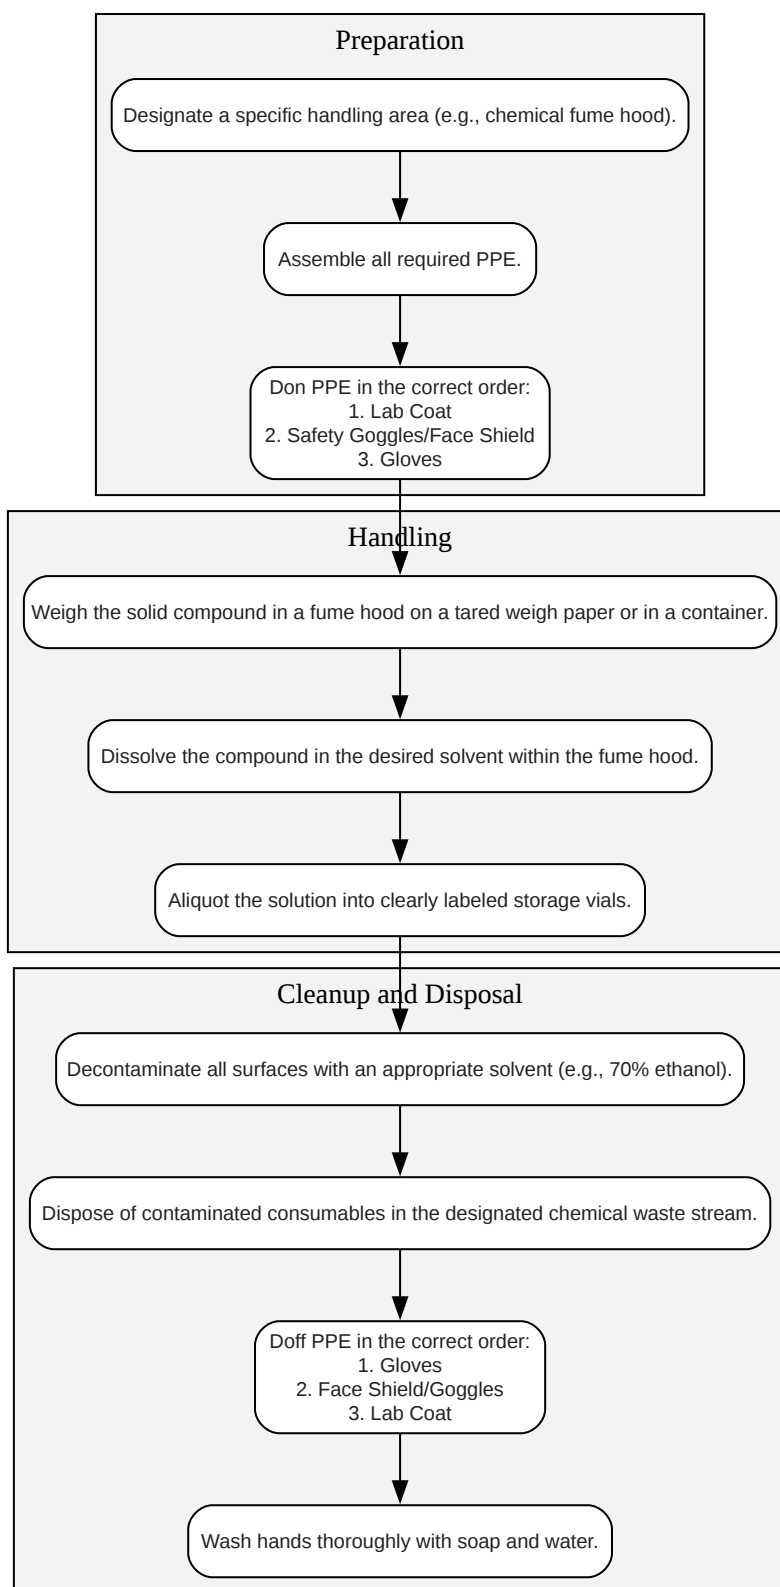 Preparation
Designate a specific handling area (e.g., chemical fume hood).
Assemble all required PPE.
Don PPE in the correct order:
1. Lab Coat
2. Safety Goggles/Face Shield
3. Gloves
Handling
Weigh the solid compound in a fume hood on a tared weigh paper or in a container.
Dissolve the compound in the desired solvent within the fume hood.
Aliquot the solution into clearly labeled storage vials.
Cleanup and Disposal
Decontaminate all surfaces with an appropriate solvent (e.g., 70% ethanol).
Dispose of contaminated consumables in the designated chemical waste stream.
Doff PPE in the correct order:
1. Gloves
2. Face Shield/Goggles
3. Lab Coat
Wash hands thoroughly with soap and water.